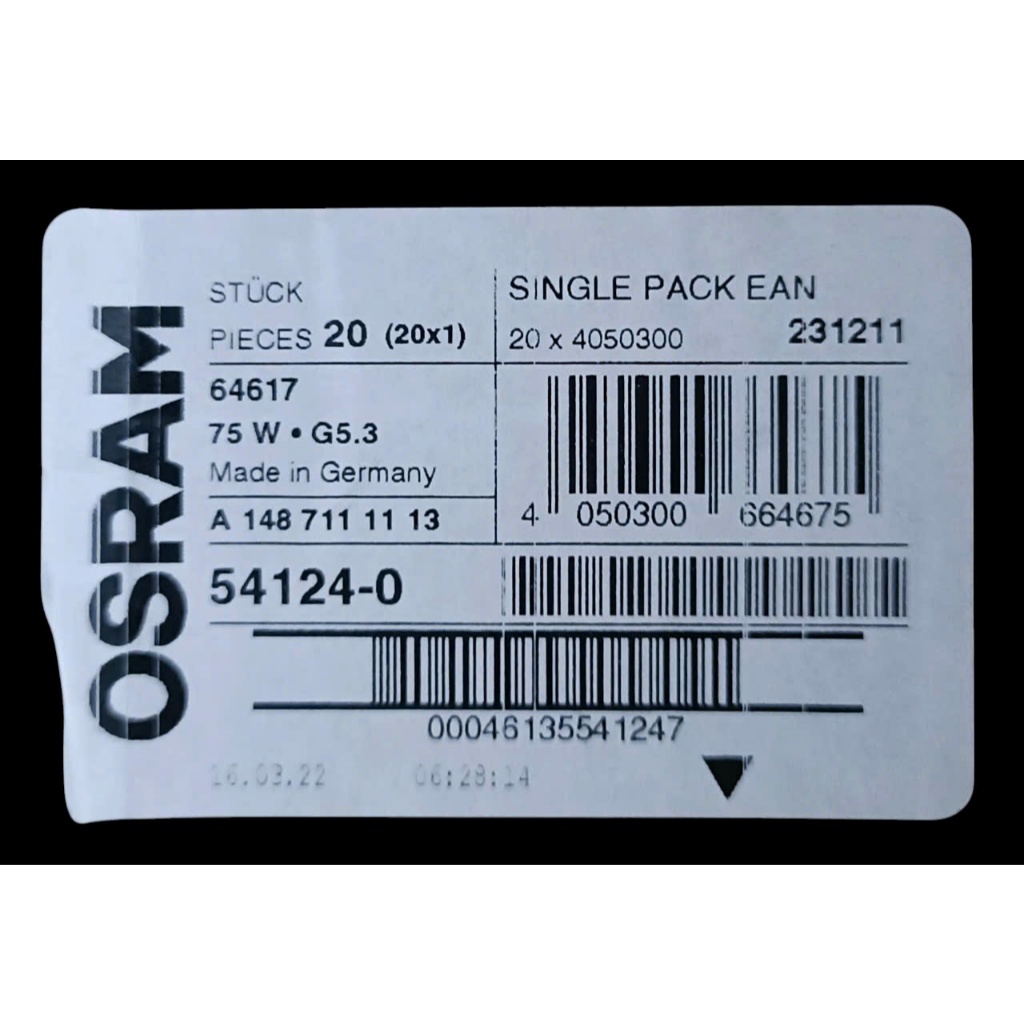 OSRAM
STÜCK
PIECES 20 (20x1)
64617
75 W • G5.3
Made in Germany
A 148 711 11 13
SINGLE PACK EAN
20 x 4050300 231211
4 050300 664675
54124-0
00046135541247
16.03.22 06:28:14